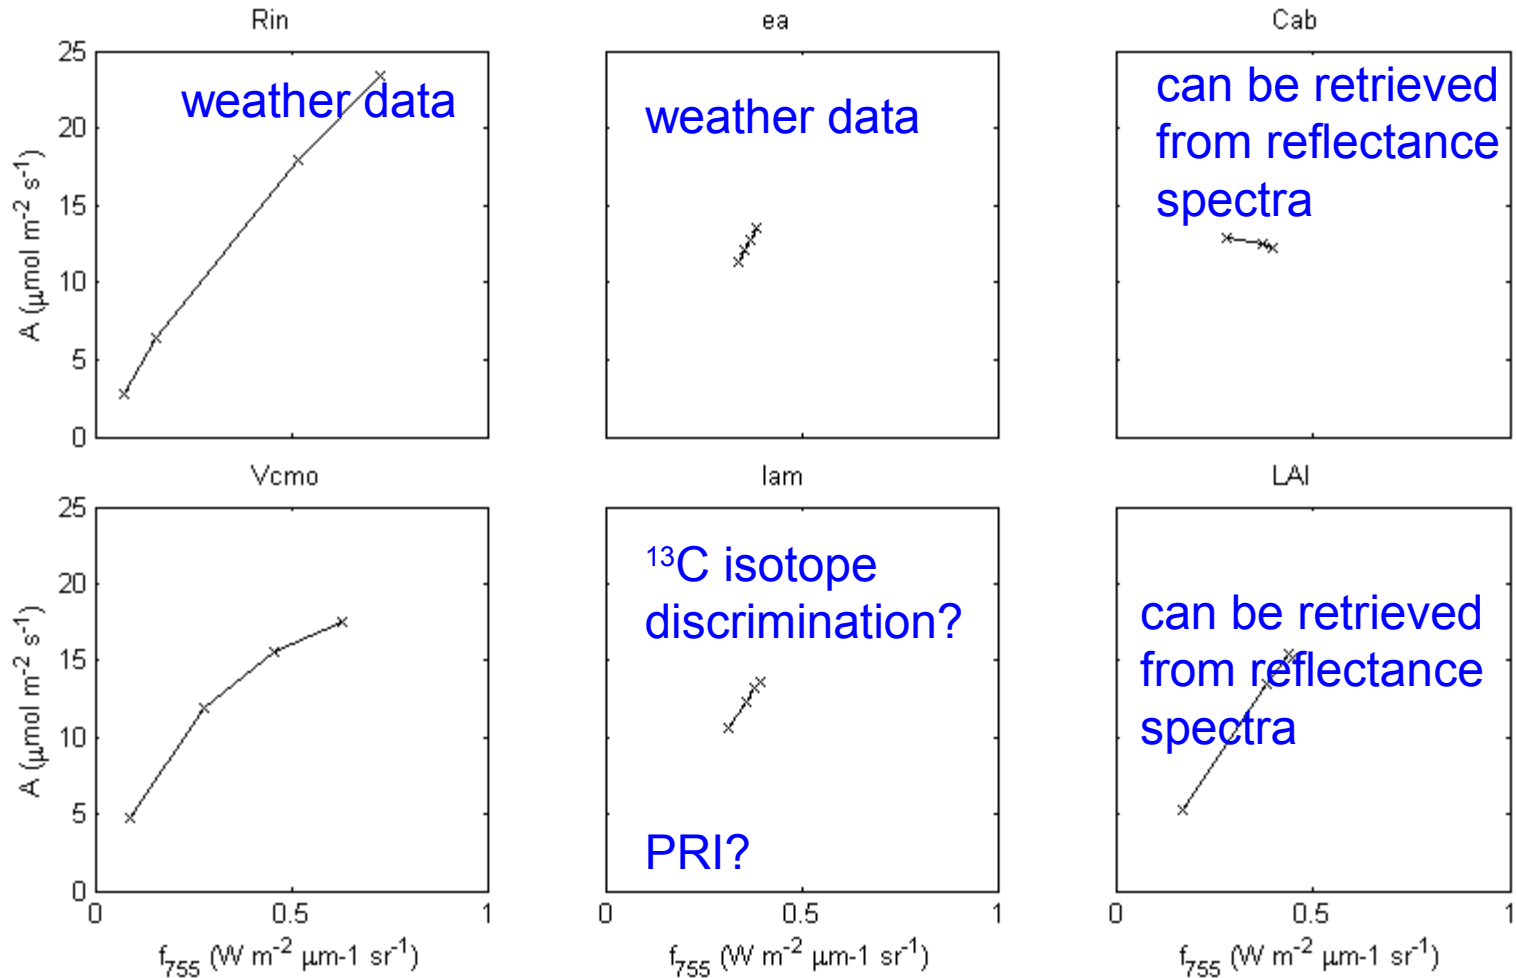 Rin
ea
Cab
25
20
15
10
5
0
A (μmol m⁻² s⁻¹)
weather data
weather data
can be retrieved
from reflectance
spectra
Vcmo
lam
LAI
25
20
15
10
5
0
A (μmol m⁻² s⁻¹)
¹³C isotope
discrimination?
PRI?
can be retrieved
from reflectance
spectra
0 0.5 1
0 0.5 1
0 0.5 1
f₇₅₅ (W m⁻² μm-1 sr⁻¹)
f₇₅₅ (W m⁻² μm-1 sr⁻¹)
f₇₅₅ (W m⁻² μm-1 sr⁻¹)